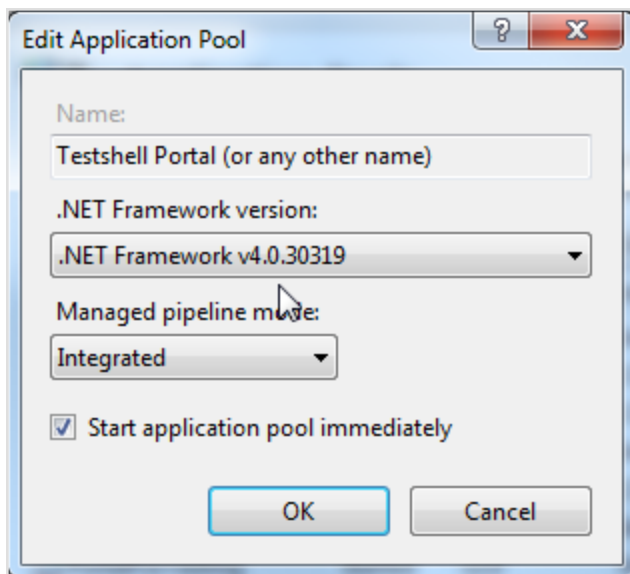 Edit Application Pool
Name:
Testshell Portal (or any other name)
.NET Framework version:
.NET Framework v4.0.30319
Managed pipeline mode:
Integrated
Start application pool immediately
OK Cancel